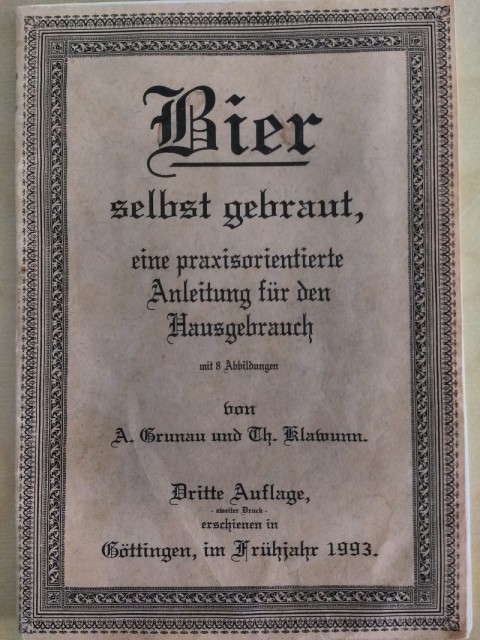 Bier
selbst gebraut,
eine praxisorientierte
Anleitung für den
Hausgebrauch
mit 8 Abbildungen
von
A. Grunau und Th. Klawunn.
Dritte Auflage,
- zweiter Druck -
erschienen in
Göttingen, im Frühjahr 1993.